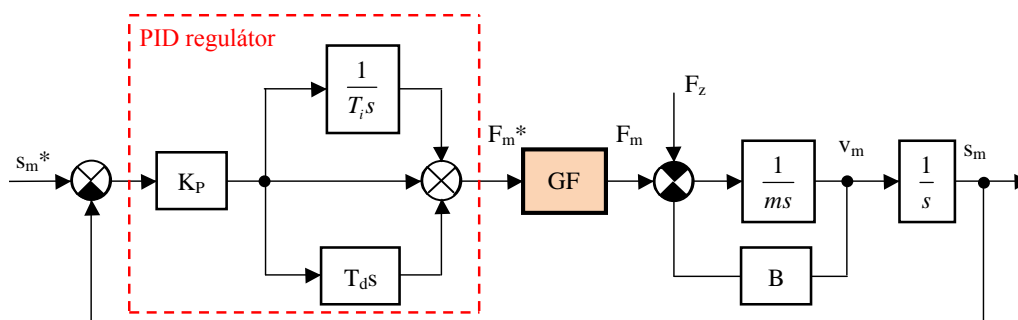 PID regulátor
s_m*
K_P
1
T_i s
T_d s
F_m*
GF
F_m
F_z
1
ms
B
v_m
1
s
s_m